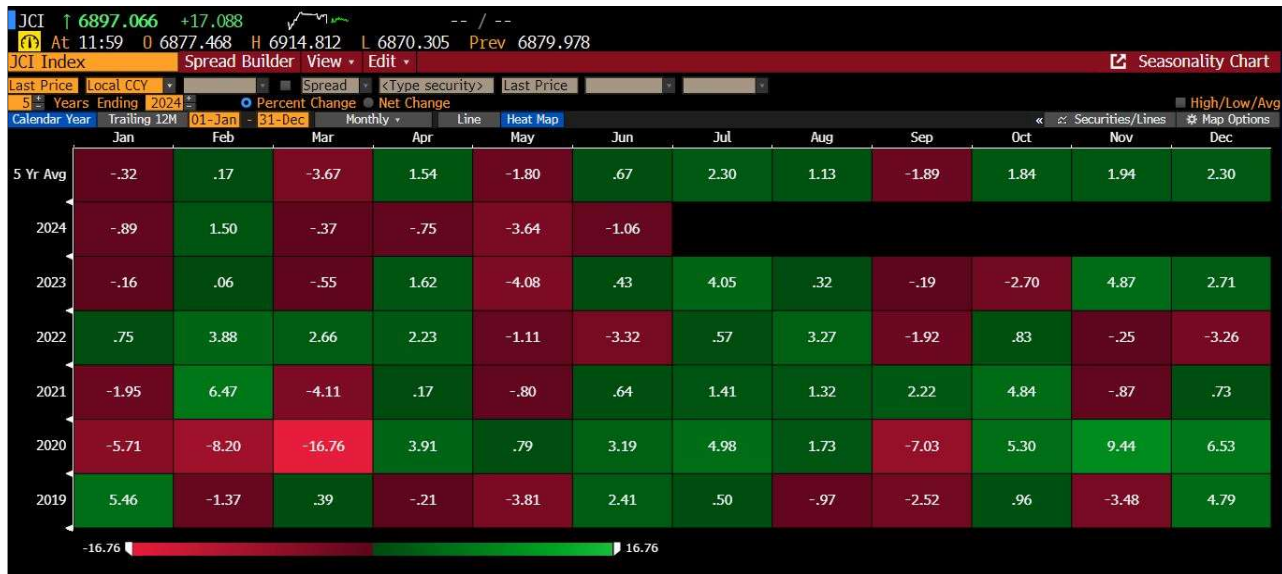 JCI ↑ 6897.066 +17.088 -- / --
At 11:59 O 6877.468 H 6914.812 L 6870.305 Prev 6879.978
JCI Index Spread Builder View Edit Seasonality Chart
Last Price Local CCY Spread <Type security> Last Price
5 Years Ending 2024 Percent Change Net Change High/Low/Avg
Calendar Year Trailing 12M 01-Jan - 31-Dec Monthly Line Heat Map « Securities/Lines Map Options
Jan Feb Mar Apr May Jun Jul Aug Sep Oct Nov Dec
5 Yr Avg -.32 .17 -3.67 1.54 -1.80 .67 2.30 1.13 -1.89 1.84 1.94 2.30
2024 -.89 1.50 -.37 -.75 -3.64 -1.06
2023 -.16 .06 -.55 1.62 -4.08 .43 4.05 .32 -.19 -2.70 4.87 2.71
2022 .75 3.88 2.66 2.23 -1.11 -3.32 .57 3.27 -1.92 .83 -.25 -3.26
2021 -1.95 6.47 -4.11 .17 -.80 .64 1.41 1.32 2.22 4.84 -.87 .73
2020 -5.71 -8.20 -16.76 3.91 .79 3.19 4.98 1.73 -7.03 5.30 9.44 6.53
2019 5.46 -1.37 .39 -.21 -3.81 2.41 .50 -.97 -2.52 .96 -3.48 4.79
-16.76 16.76